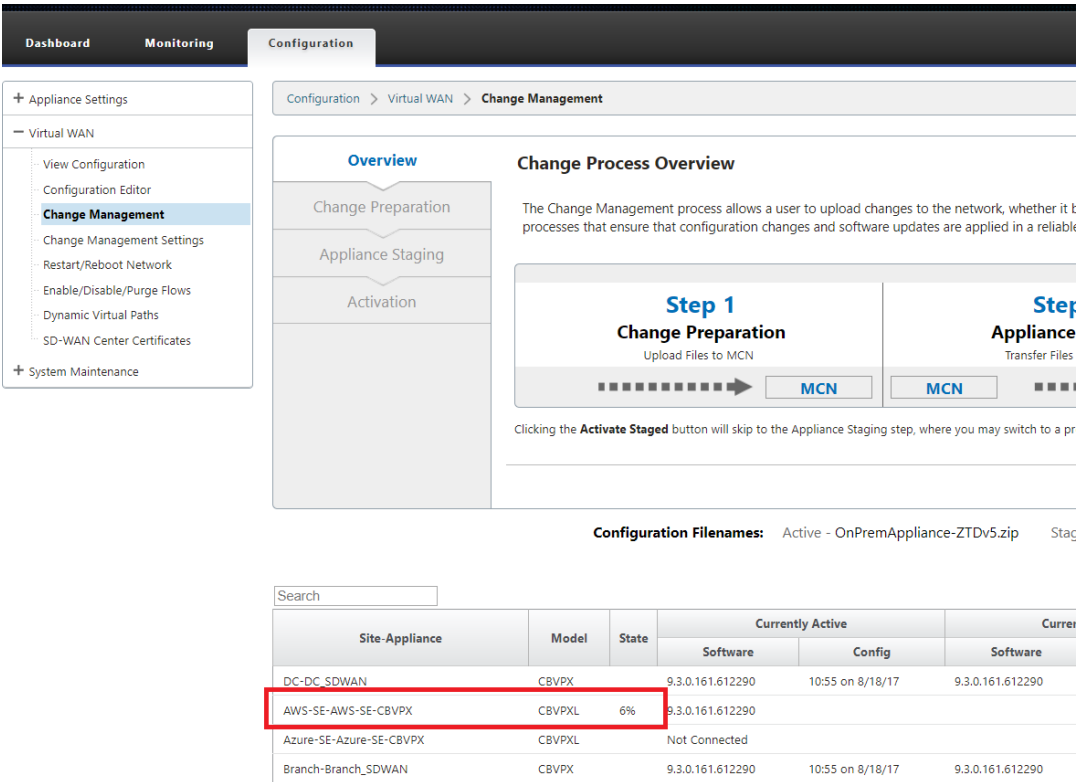 Dashboard Monitoring Configuration
+ Appliance Settings
− Virtual WAN
View Configuration
Configuration Editor
Change Management
Change Management Settings
Restart/Reboot Network
Enable/Disable/Purge Flows
Dynamic Virtual Paths
SD-WAN Center Certificates
+ System Maintenance
Configuration > Virtual WAN > Change Management
Overview
Change Preparation
Appliance Staging
Activation
Change Process Overview
The Change Management process allows a user to upload changes to the network, whether it
processes that ensure that configuration changes and software updates are applied in a
Step 1
Change Preparation
Upload Files to MCN
MCN
Appliance
Transfer Files
MCN
Clicking the Activate Staged button will skip to the Appliance Staging step, where you may switch to a
Configuration Filenames: Active - OnPremAppliance-ZTDv5.zip
Search
Site-Appliance Model State Currently Active
Software Config Software
DC-DC_SDWAN CBVPX 9.3.0.161.612290 10:55 on 8/18/17 9.3.0.161.612290
AWS-SE-AWS-SE-CBVPX CBVPXL 6% 9.3.0.161.612290
Azure-SE-Azure-SE-CBVPX CBVPXL Not Connected
Branch-Branch_SDWAN CBVPX 9.3.0.161.612290 10:55 on 8/18/17 9.3.0.161.612290